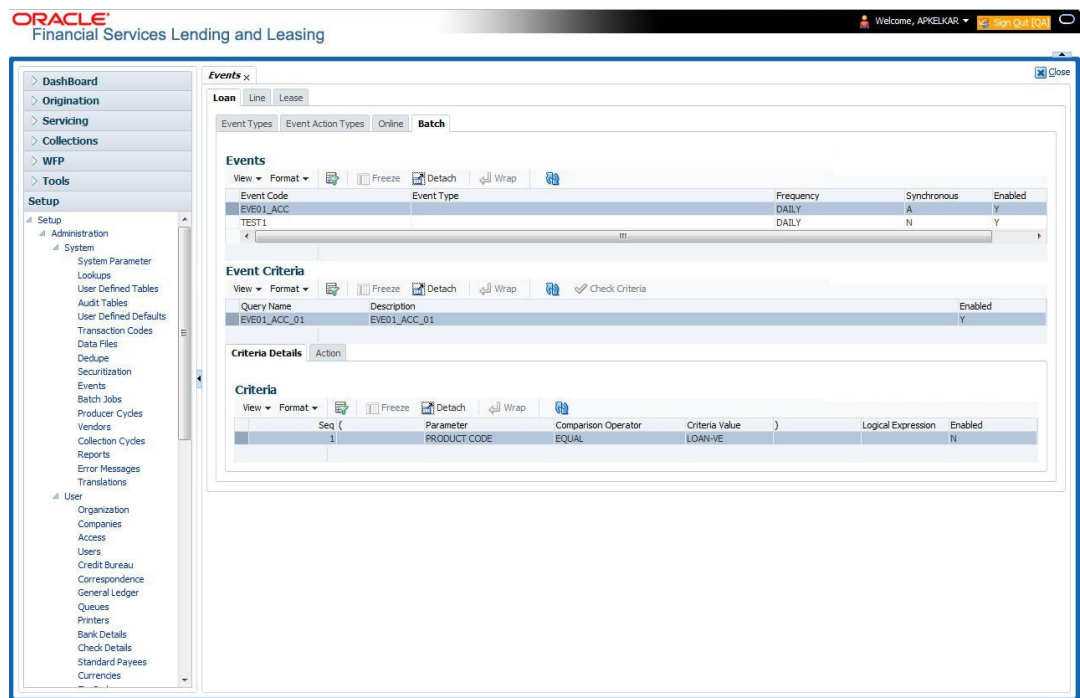 ORACLE
Financial Services Lending and Leasing
Welcome, APKELKAR
Sign Out [QA]
DashBoard
Origination
Servicing
Collections
WFP
Tools
Setup
Setup
Administration
System
System Parameter
Lookups
User Defined Tables
Audit Tables
User Defined Defaults
Transaction Codes
Data Files
Dedupe
Securitization
Events
Batch Jobs
Producer Cycles
Vendors
Collection Cycles
Reports
Error Messages
Translations
User
Organization
Companies
Access
Users
Credit Bureau
Correspondence
General Ledger
Queues
Printers
Bank Details
Check Details
Standard Payees
Currencies
Events x
Close
Loan Line Lease
Event Types Event Action Types Online Batch
Events
View Format Freeze Detach Wrap
Event Code Event Type Frequency Synchronous Enabled
EVE01_ACC DAILY A Y
TEST1 DAILY N Y
Event Criteria
View Format Freeze Detach Wrap Check Criteria
Query Name Description Enabled
EVE01_ACC_01 EVE01_ACC_01 Y
Criteria Details Action
Criteria
View Format Freeze Detach Wrap
Seq ( Parameter Comparison Operator Criteria Value ) Logical Expression Enabled
1 PRODUCT CODE EQUAL LOAN-VE N